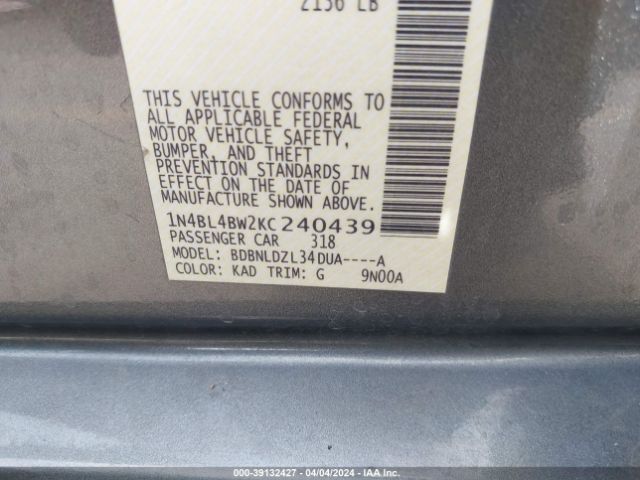 2156 LB
THIS VEHICLE CONFORMS TO
ALL APPLICABLE FEDERAL
MOTOR VEHICLE SAFETY,
BUMPER, AND THEFT
PREVENTION STANDARDS IN
EFFECT ON THE DATE OF
MANUFACTURE SHOWN ABOVE.
1N4BL4BW2KC240439
PASSENGER CAR 318
MODEL: BDBNLDZL34DUA----A
COLOR: KAD TRIM: G 9N00A
000-39132427 - 04/04/2024 - IAA Inc.